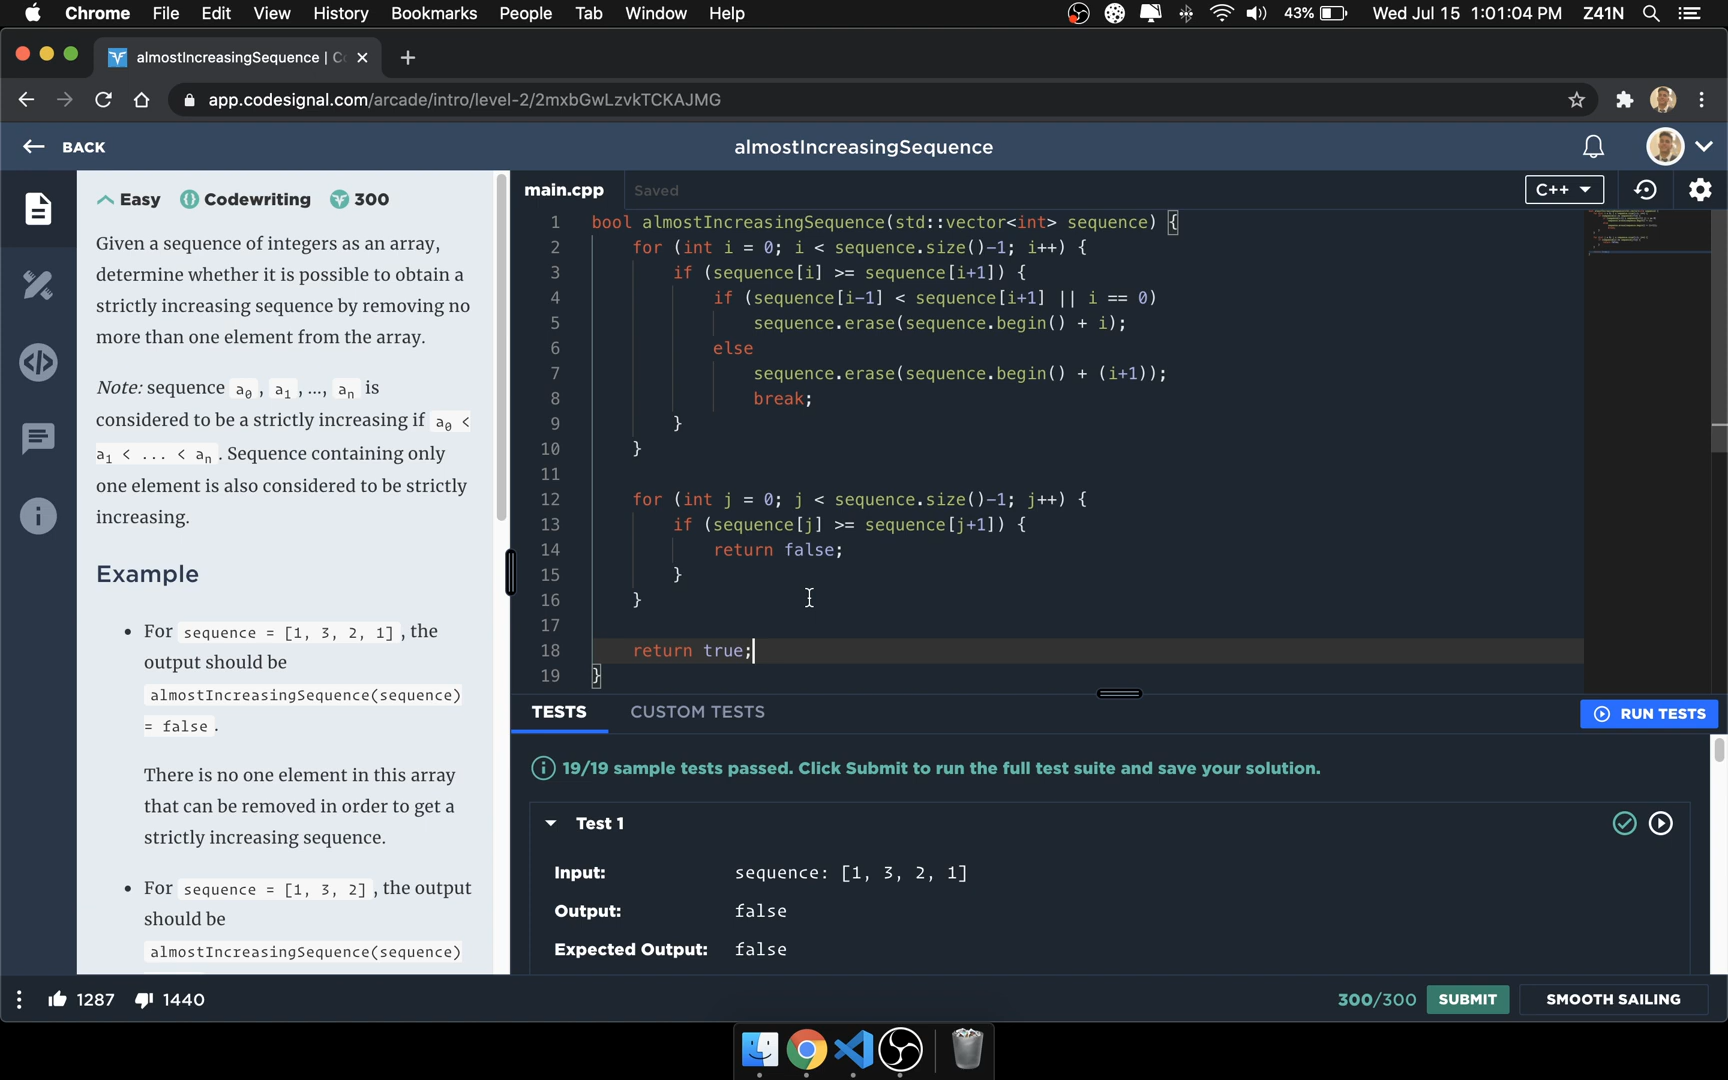 Chrome File Edit View History Bookmarks People Tab Window Help 43% Wed Jul 15 1:01:04 PM Z41N
almostIncreasingSequence | C
app.codesignal.com/arcade/intro/level-2/2mxbGwLzvkTCKAJMG
BACK almostIncreasingSequence
Easy Codewriting 300
Given a sequence of integers as an array,
determine whether it is possible to obtain a
strictly increasing sequence by removing no
more than one element from the array.
Note: sequence a0, a1, ..., an is
considered to be a strictly increasing if a0 <
a1 < ... < an. Sequence containing only
one element is also considered to be strictly
increasing.
Example
• For sequence = [1, 3, 2, 1], the
output should be
almostIncreasingSequence(sequence)
= false.
There is no one element in this array
that can be removed in order to get a
strictly increasing sequence.
• For sequence = [1, 3, 2], the output
should be
almostIncreasingSequence(sequence)
main.cpp Saved C++
1 bool almostIncreasingSequence(std::vector<int> sequence) {
2 for (int i = 0; i < sequence.size()-1; i++) {
3 if (sequence[i] >= sequence[i+1]) {
4 if (sequence[i-1] < sequence[i+1] || i == 0)
5 sequence.erase(sequence.begin() + i);
6 else
7 sequence.erase(sequence.begin() + (i+1));
8 break;
9 }
10 }
11
12 for (int j = 0; j < sequence.size()-1; j++) {
13 if (sequence[j] >= sequence[j+1]) {
14 return false;
15 }
16 }
17
18 return true;
19 }
TESTS CUSTOM TESTS RUN TESTS
19/19 sample tests passed. Click Submit to run the full test suite and save your solution.
Test 1
Input: sequence: [1, 3, 2, 1]
Output: false
Expected Output: false
1287 1440 300/300 SUBMIT SMOOTH SAILING